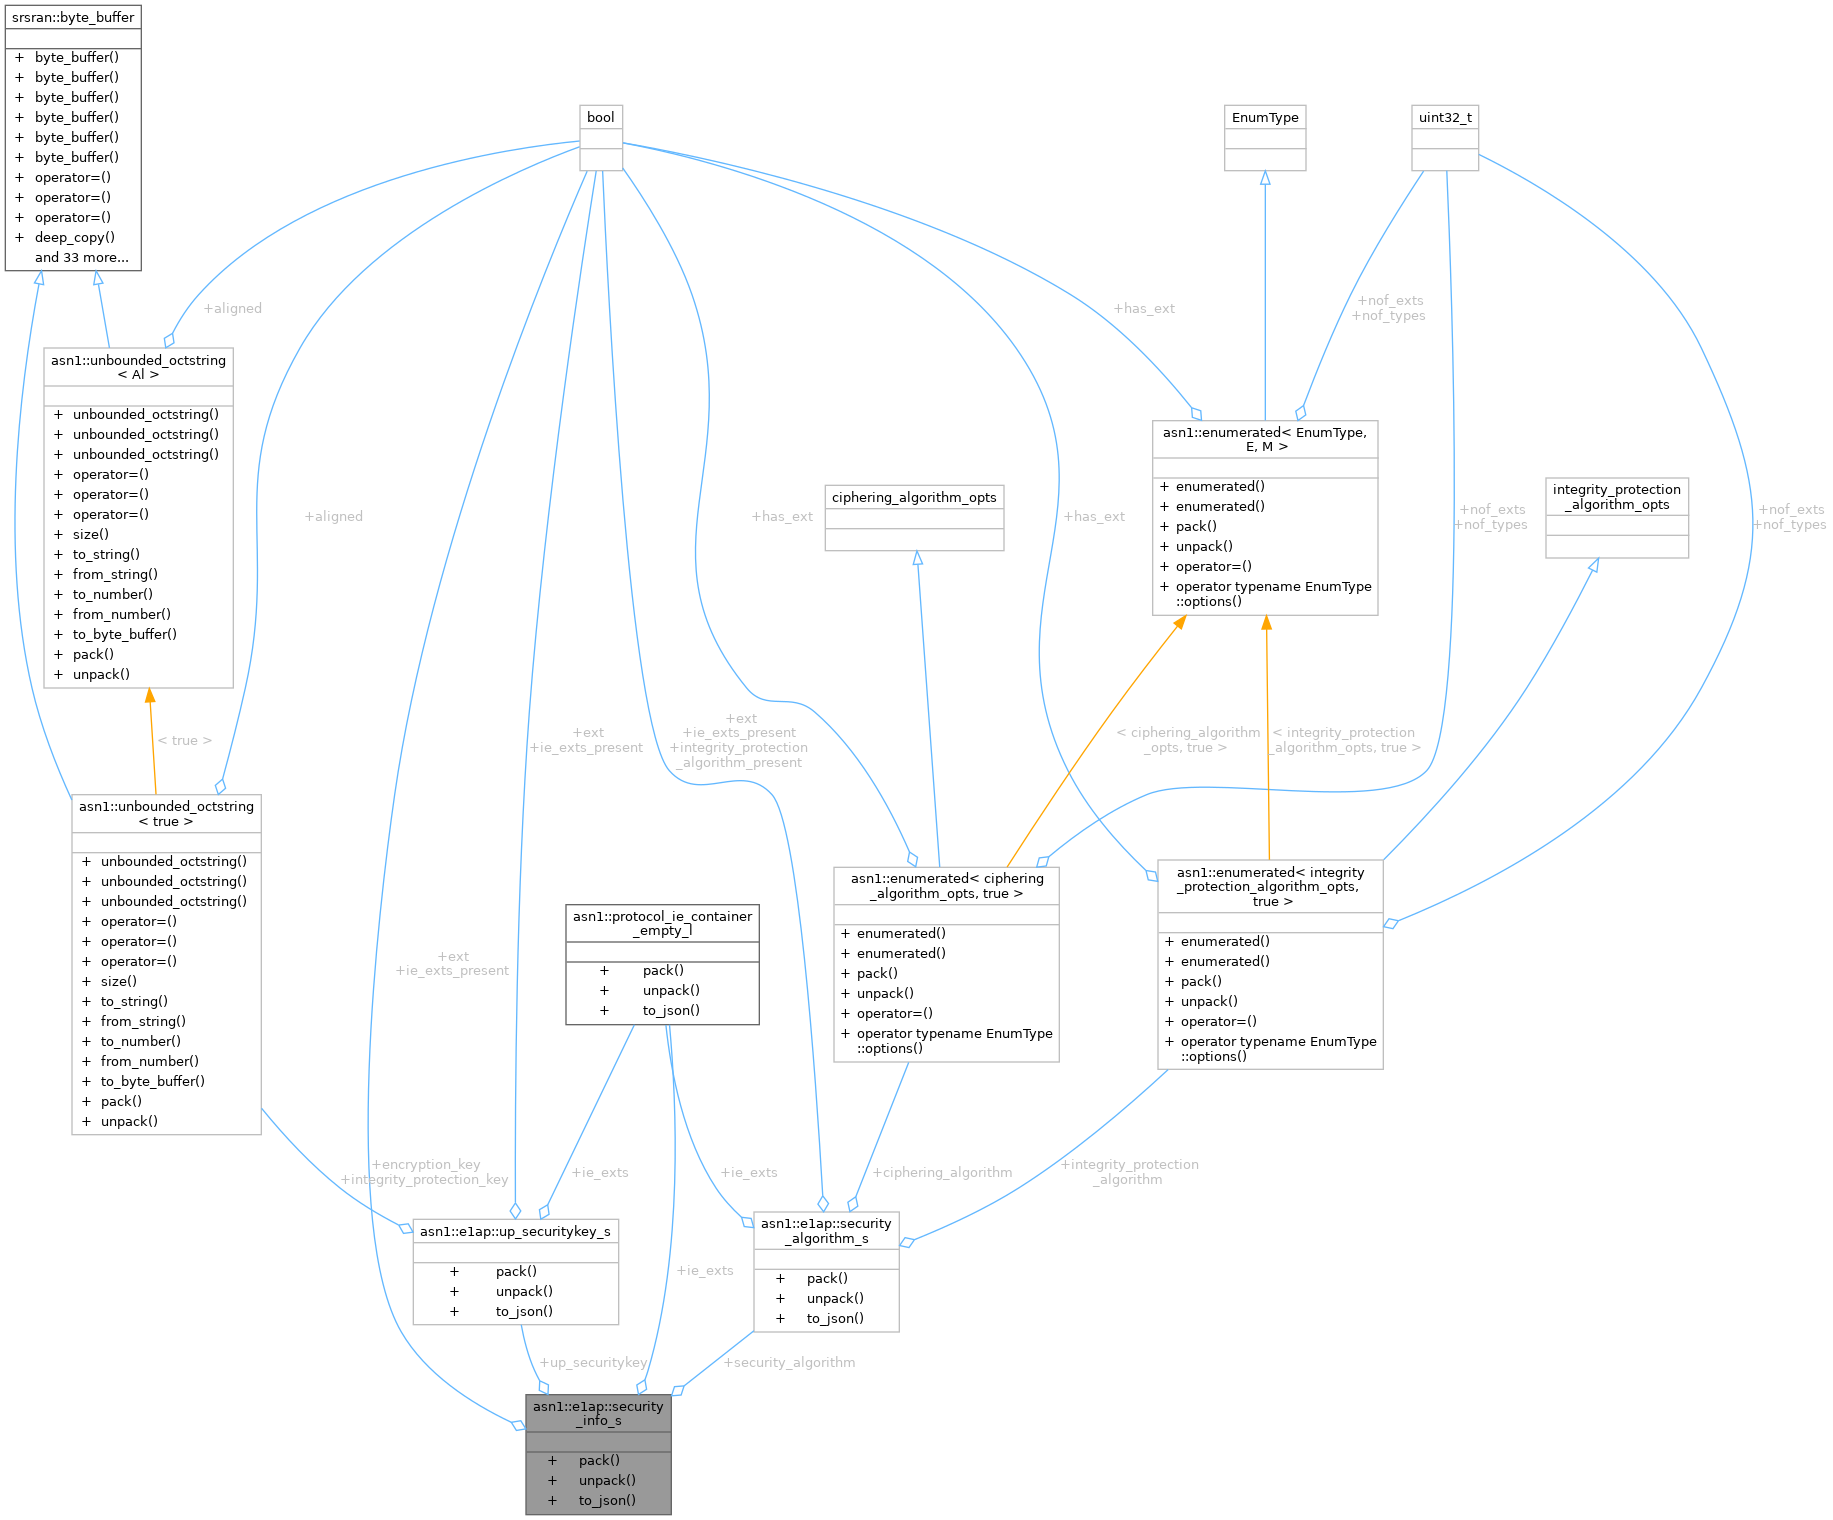 srsran::byte_buffer
+ byte_buffer()
+ byte_buffer()
+ byte_buffer()
+ byte_buffer()
+ byte_buffer()
+ byte_buffer()
+ operator=()
+ operator=()
+ operator=()
+ deep_copy()
and 33 more...
bool
EnumType
uint32_t
+aligned
+has_ext
+nof_exts
+nof_types
asn1::unbounded_octstring
< Al >
+ unbounded_octstring()
+ unbounded_octstring()
+ unbounded_octstring()
+ operator=()
+ operator=()
+ operator=()
+ size()
+ to_string()
+ from_string()
+ to_number()
+ from_number()
+ to_byte_buffer()
+ pack()
+ unpack()
+aligned
+has_ext
ciphering_algorithm_opts
+has_ext
asn1::enumerated< EnumType,
E, M >
+ enumerated()
+ enumerated()
+ pack()
+ unpack()
+ operator=()
+ operator typename EnumType
::options()
+nof_exts
+nof_types
integrity_protection
_algorithm_opts
+nof_exts
+nof_types
< true >
+ext
+ie_exts_present
+ext
+ie_exts_present
+integrity_protection
_algorithm_present
< ciphering_algorithm
_opts, true >
< integrity_protection
_algorithm_opts, true >
asn1::unbounded_octstring
< true >
+ unbounded_octstring()
+ unbounded_octstring()
+ unbounded_octstring()
+ operator=()
+ operator=()
+ operator=()
+ size()
+ to_string()
+ from_string()
+ to_number()
+ from_number()
+ to_byte_buffer()
+ pack()
+ unpack()
+ext
+ie_exts_present
asn1::protocol_ie_container
_empty_l
+ pack()
+ unpack()
+ to_json()
asn1::enumerated< ciphering
_algorithm_opts, true >
+ enumerated()
+ enumerated()
+ pack()
+ unpack()
+ operator=()
+ operator typename EnumType
::options()
asn1::enumerated< integrity
_protection_algorithm_opts,
true >
+ enumerated()
+ enumerated()
+ pack()
+ unpack()
+ operator=()
+ operator typename EnumType
::options()
+encryption_key
+integrity_protection_key
+ie_exts
+ie_exts
+ciphering_algorithm
+integrity_protection
_algorithm
asn1::e1ap::up_securitykey_s
+ pack()
+ unpack()
+ to_json()
+ie_exts
asn1::e1ap::security
_algorithm_s
+ pack()
+ unpack()
+ to_json()
+up_securitykey
+security_algorithm
asn1::e1ap::security
_info_s
+ pack()
+ unpack()
+ to_json()